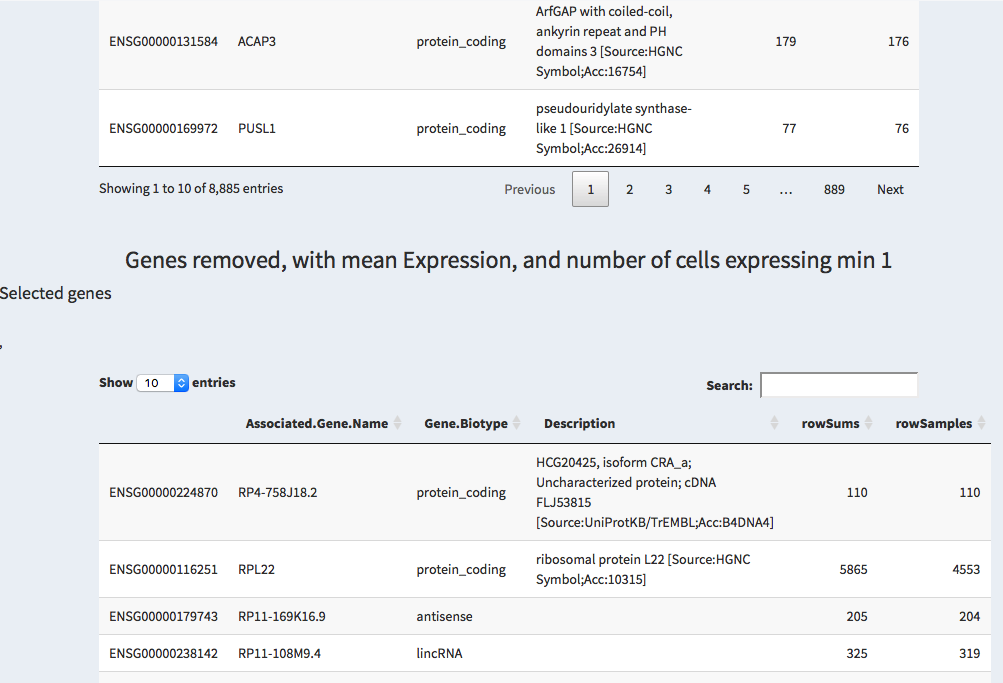 ArfGAP with coiled-coil,
ankyrin repeat and PH
ENSG00000131584 ACAP3 protein_coding domains 3 [Source:HGNC 179 176
Symbol;Acc:16754]
pseudouridylate synthase-
ENSG00000169972 PUSL1 protein_coding like 1 [Source:HGNC 77 76
Symbol;Acc:26914]
Showing 1 to 10 of 8,885 entries Previous 1 2 3 4 5 … 889 Next
Genes removed, with mean Expression, and number of cells expressing min 1
Selected genes
,
Show 10 entries Search:
Associated.Gene.Name Gene.Biotype Description rowSums rowSamples
HCG20425, isoform CRA_a;
ENSG00000224870 RP4-758J18.2 protein_coding Uncharacterized protein; cDNA 110 110
FLJ53815
[Source:UniProtKB/TrEMBL;Acc:B4DNA4]
ENSG00000116251 RPL22 protein_coding ribosomal protein L22 [Source:HGNC 5865 4553
Symbol;Acc:10315]
ENSG00000179743 RP11-169K16.9 antisense 205 204
ENSG00000238142 RP11-108M9.4 lincRNA 325 319